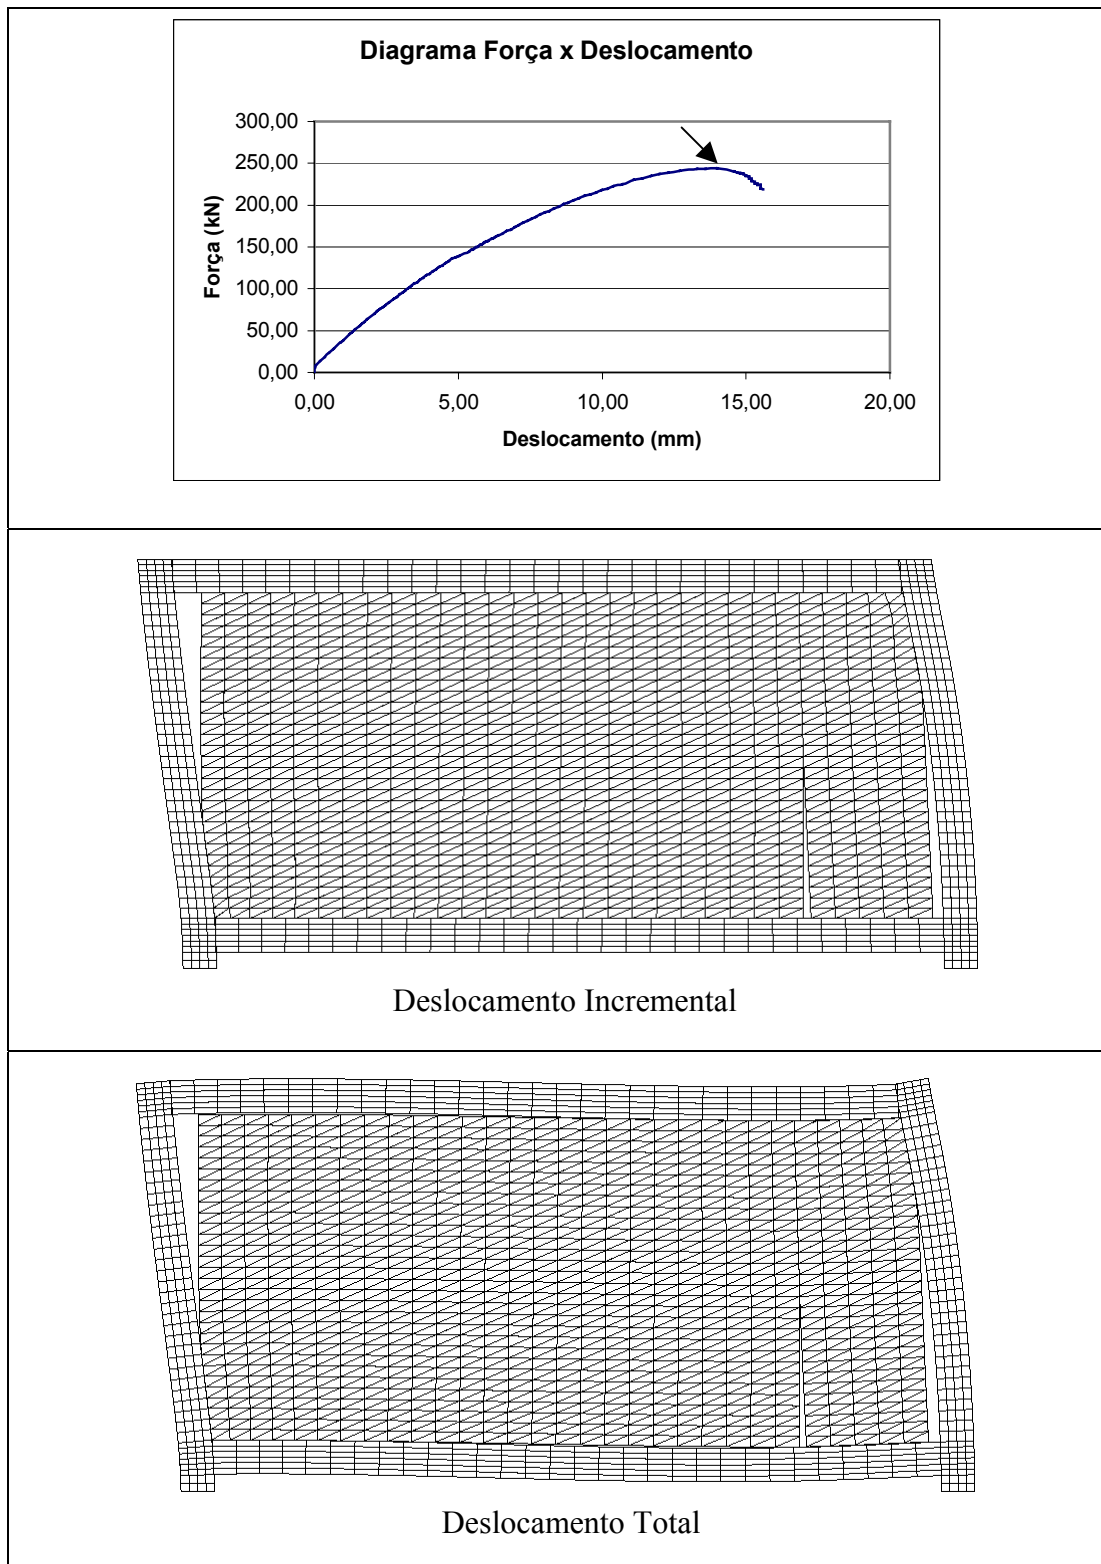 Diagrama Força x Deslocamento
300,00
250,00
200,00
150,00
100,00
50,00
0,00
Força (kN)
0,00 5,00 10,00 15,00 20,00
Deslocamento (mm)
Deslocamento Incremental
Deslocamento Total